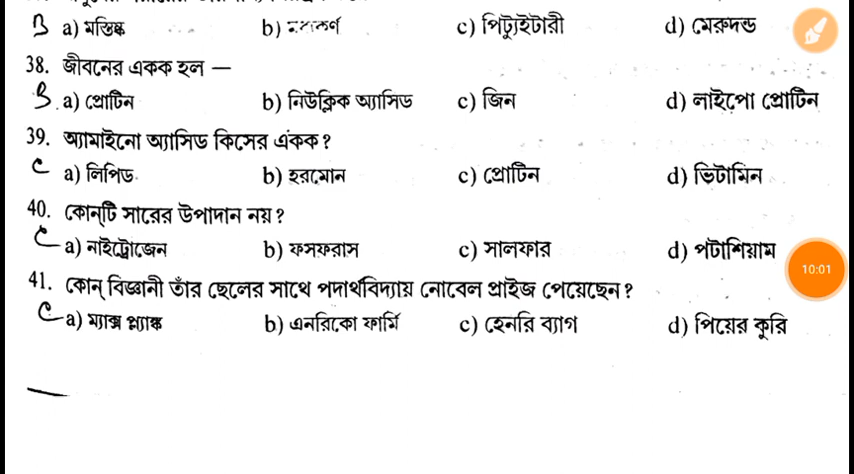 B a) মস্তিষ্ক c) পিট্যুইটারী d) মেরুদন্ড
38. জীবনের একক হল —
B a) প্রোটিন b) নিউক্লিক অ্যাসিড c) জিন d) লাইপো প্রোটিন
39. অ্যামাইনো অ্যাসিড কিসের একক?
C a) লিপিড b) হরমোন c) প্রোটিন d) ভিটামিন
40. কোন্‌টি সারের উপাদান নয়?
C a) নাইট্রোজেন b) ফসফরাস c) সালফার d) পটাশিয়াম
10:01
41. কোন্ বিজ্ঞানী তাঁর ছেলের সাথে পদার্থবিদ্যায় নোবেল প্রাইজ পেয়েছেন?
C a) ম্যাক্স প্ল্যাঙ্ক b) এনরিকো ফার্মি c) হেনরি ব্যাগ d) পিয়ের কুরি